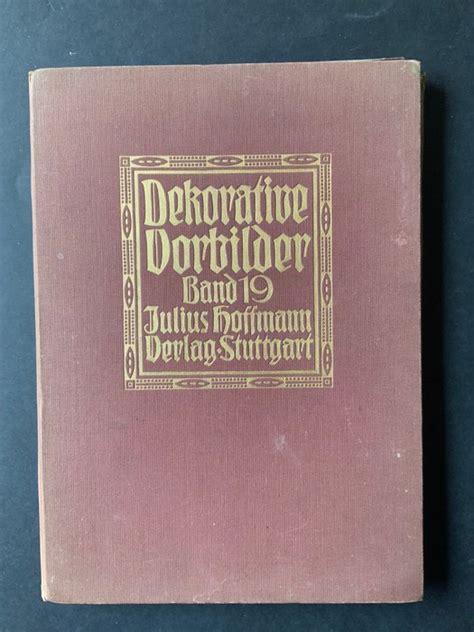 Dekorative
Vorbilder
Band 19
Julius Hoffmann
Verlag·Stuttgart